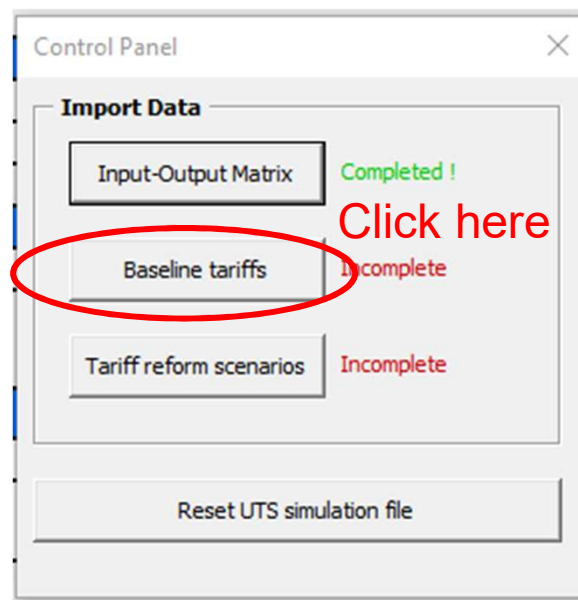 Control Panel
Import Data
Input-Output Matrix
Completed !
Click here
Baseline tariffs
Incomplete
Tariff reform scenarios
Incomplete
Reset UTS simulation file